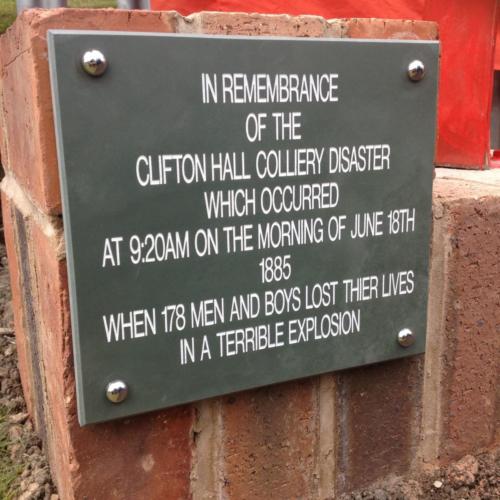 IN REMEMBRANCE
OF THE
CLIFTON HALL COLLIERY DISASTER
WHICH OCCURRED
AT 9:20AM ON THE MORNING OF JUNE 18TH
1885
WHEN 178 MEN AND BOYS LOST THIER LIVES
IN A TERRIBLE EXPLOSION